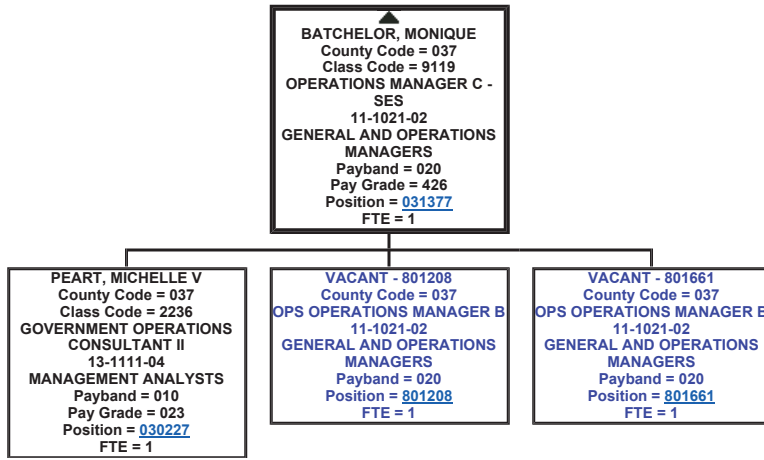 BATCHELOR, MONIQUE
County Code = 037
Class Code = 9119
OPERATIONS MANAGER C -
SES
11-1021-02
GENERAL AND OPERATIONS
MANAGERS
Payband = 020
Pay Grade = 426
Position = 031377
FTE = 1
PEART, MICHELLE V
County Code = 037
Class Code = 2236
GOVERNMENT OPERATIONS
CONSULTANT II
13-1111-04
MANAGEMENT ANALYSTS
Payband = 010
Pay Grade = 023
Position = 030227
FTE = 1
VACANT - 801208
County Code = 037
OPS OPERATIONS MANAGER B
11-1021-02
GENERAL AND OPERATIONS
MANAGERS
Payband = 020
Position = 801208
FTE = 1
VACANT - 801661
County Code = 037
OPS OPERATIONS MANAGER B
11-1021-02
GENERAL AND OPERATIONS
MANAGERS
Payband = 020
Position = 801661
FTE = 1